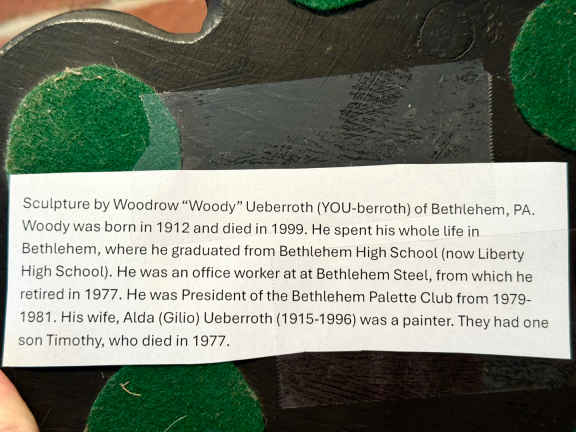 Sculpture by Woodrow “Woody” Ueberroth (YOU-berroth) of Bethlehem, PA.
Woody was born in 1912 and died in 1999. He spent his whole life in
Bethlehem, where he graduated from Bethlehem High School (now Liberty
High School). He was an office worker at at Bethlehem Steel, from which he
retired in 1977. He was President of the Bethlehem Palette Club from 1979-
1981. His wife, Alda (Gilio) Ueberroth (1915-1996) was a painter. They had one
son Timothy, who died in 1977.